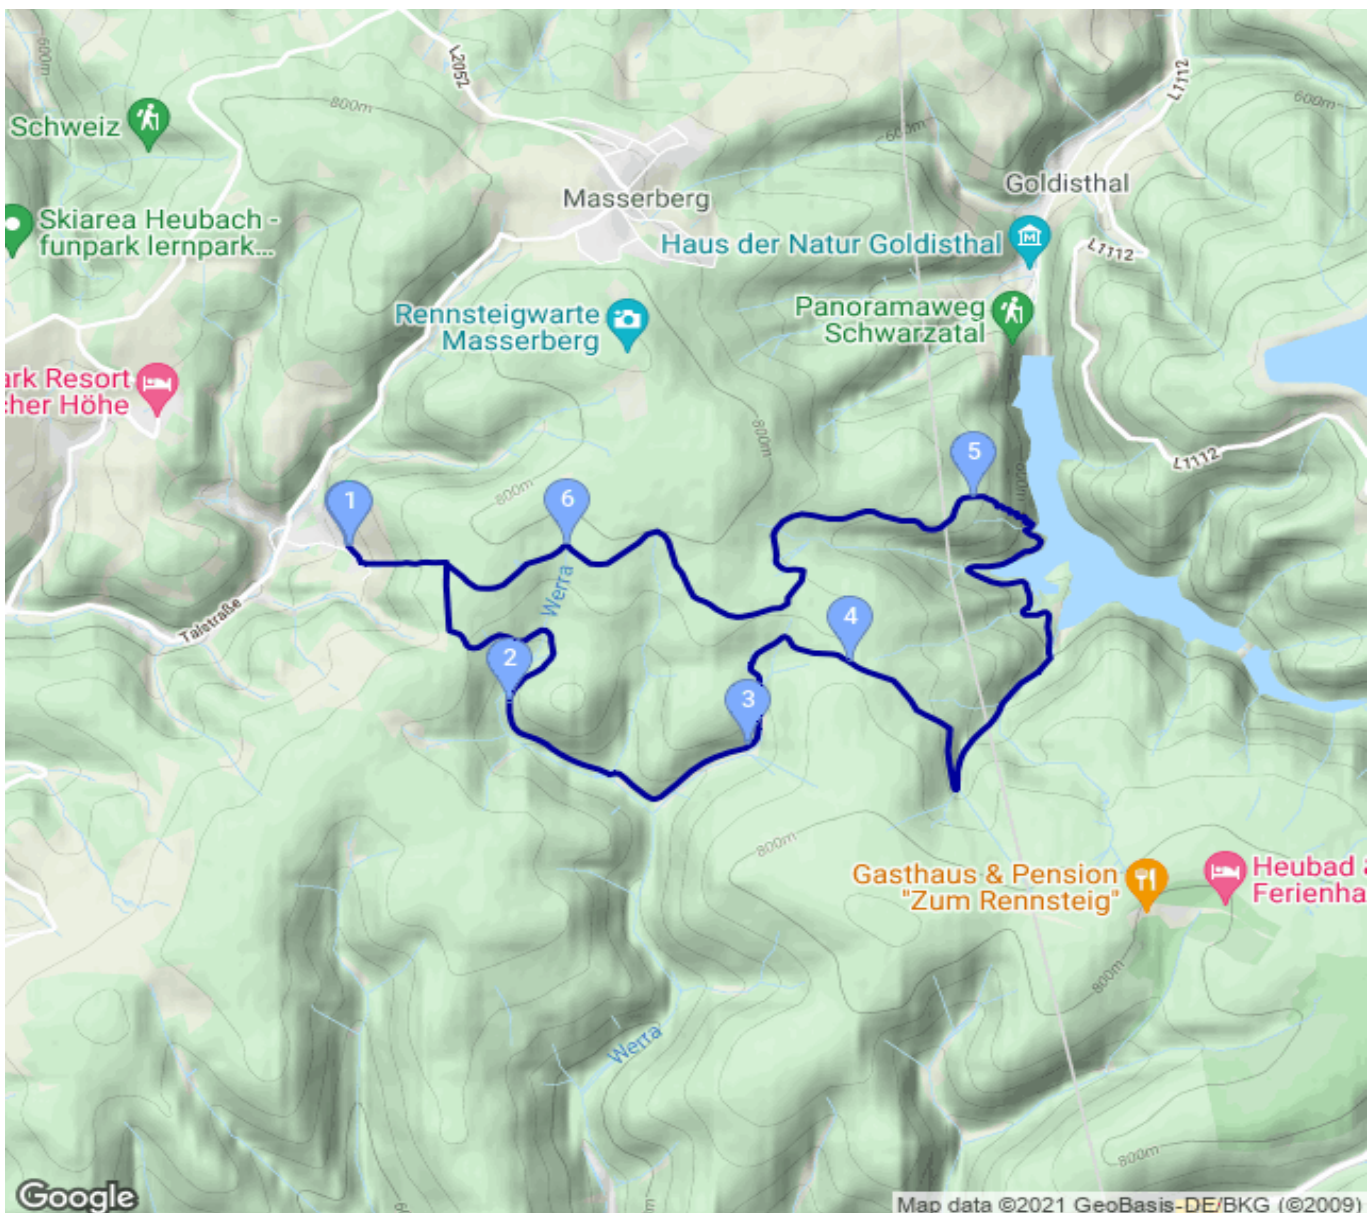 600m
L2052
L1112
800m
600m
Schweiz
600m
Masserberg
Goldisthal
Skiarea Heubach -
funpark lernpark...
Haus der Natur Goldisthal
L1112
Rennsteigwarte
Masserberg
Panoramaweg
Schwarzatal
ark Resort
cher Höhe
800m
5
L1112
600m
1
6
800m
Werra
4
Talstraße
2
3
800m
Gasthaus & Pension
"Zum Rennsteig"
Heubad &
Ferienha
800m
Werra
800m
Google
Map data ©2021 GeoBasis-DE/BKG (©2009)